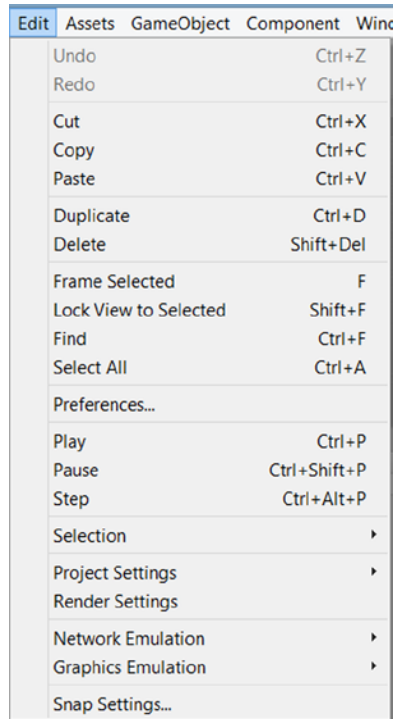 Edit Assets GameObject Component
Undo Ctrl+Z
Redo Ctrl+Y
Cut Ctrl+X
Copy Ctrl+C
Paste Ctrl+V
Duplicate Ctrl+D
Delete Shift+Del
Frame Selected F
Lock View to Selected Shift+F
Find Ctrl+F
Select All Ctrl+A
Preferences...
Play Ctrl+P
Pause Ctrl+Shift+P
Step Ctrl+Alt+P
Selection
Project Settings
Render Settings
Network Emulation
Graphics Emulation
Snap Settings...